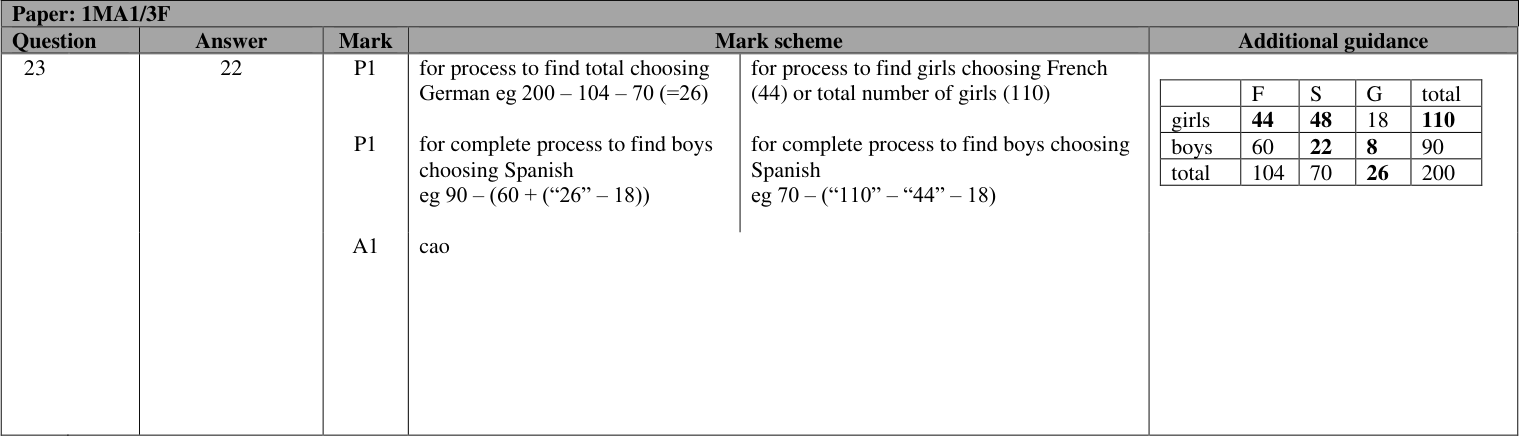 Paper: 1MA1/3F
Question Answer Mark Mark scheme Additional guidance
23 22 P1 for process to find total choosing German eg 200 – 104 – 70 (=26)
for process to find girls choosing French (44) or total number of girls (110)
P1 for complete process to find boys choosing Spanish
eg 90 – (60 + (“26” – 18))
for complete process to find boys choosing Spanish
eg 70 – (“110” – “44” – 18)
A1 cao
F S G total
girls 44 48 18 110
boys 60 22 8 90
total 104 70 26 200